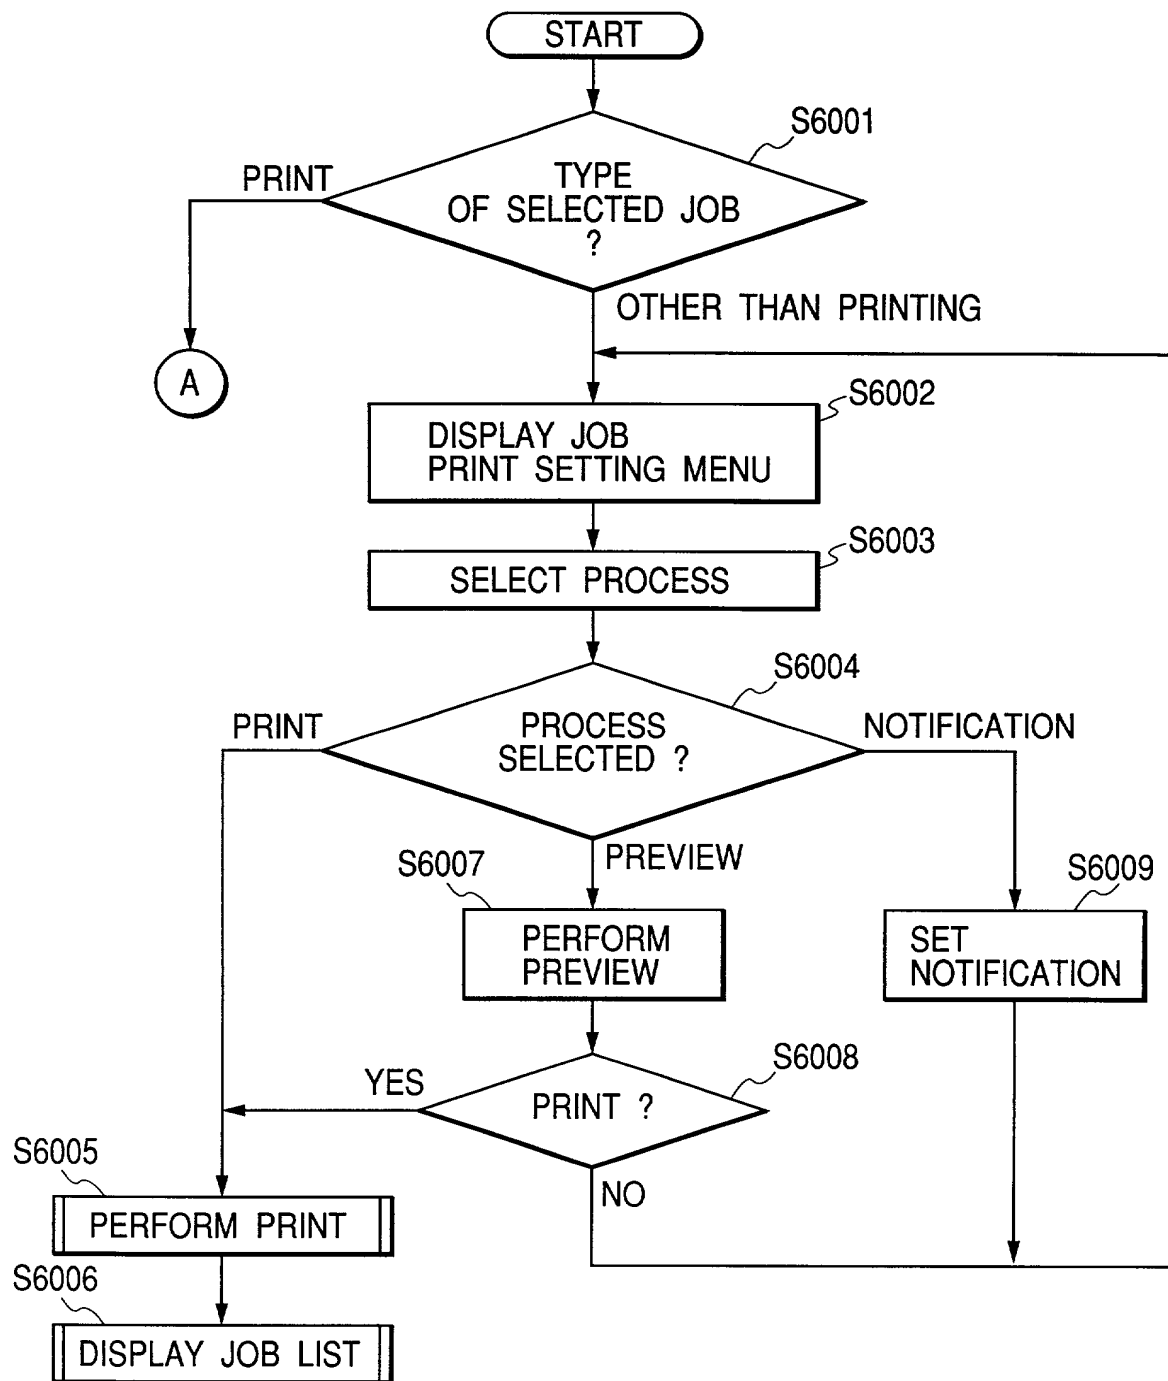 START
S6001
PRINT
TYPE
OF SELECTED JOB
?
OTHER THAN PRINTING
A
S6002
DISPLAY JOB
PRINT SETTING MENU
S6003
SELECT PROCESS
S6004
PRINT
PROCESS
SELECTED ?
NOTIFICATION
PREVIEW
S6007
S6009
PERFORM
PREVIEW
SET
NOTIFICATION
S6008
YES
PRINT ?
NO
S6005
PERFORM PRINT
S6006
DISPLAY JOB LIST